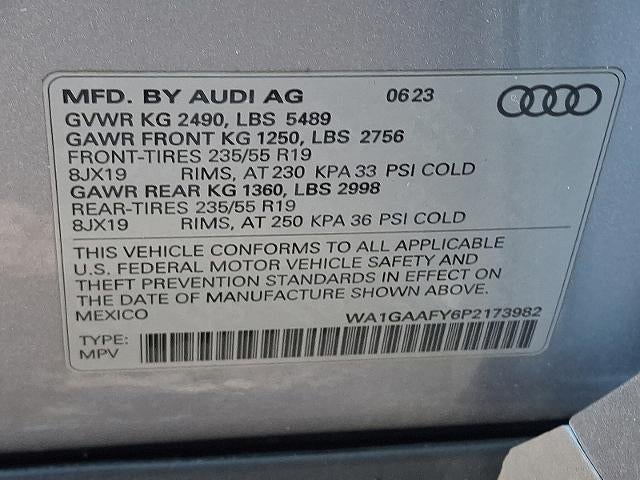 MFD. BY AUDI AG 0623
GVWR KG 2490, LBS 5489
GAWR FRONT KG 1250, LBS 2756
FRONT-TIRES 235/55 R19
8JX19 RIMS, AT 230 KPA 33 PSI COLD
GAWR REAR KG 1360, LBS 2998
REAR-TIRES 235/55 R19
8JX19 RIMS, AT 250 KPA 36 PSI COLD
THIS VEHICLE CONFORMS TO ALL APPLICABLE
U.S. FEDERAL MOTOR VEHICLE SAFETY AND
THEFT PREVENTION STANDARDS IN EFFECT ON
THE DATE OF MANUFACTURE SHOWN ABOVE.
MEXICO WA1GAAFY6P2173982
TYPE:
MPV